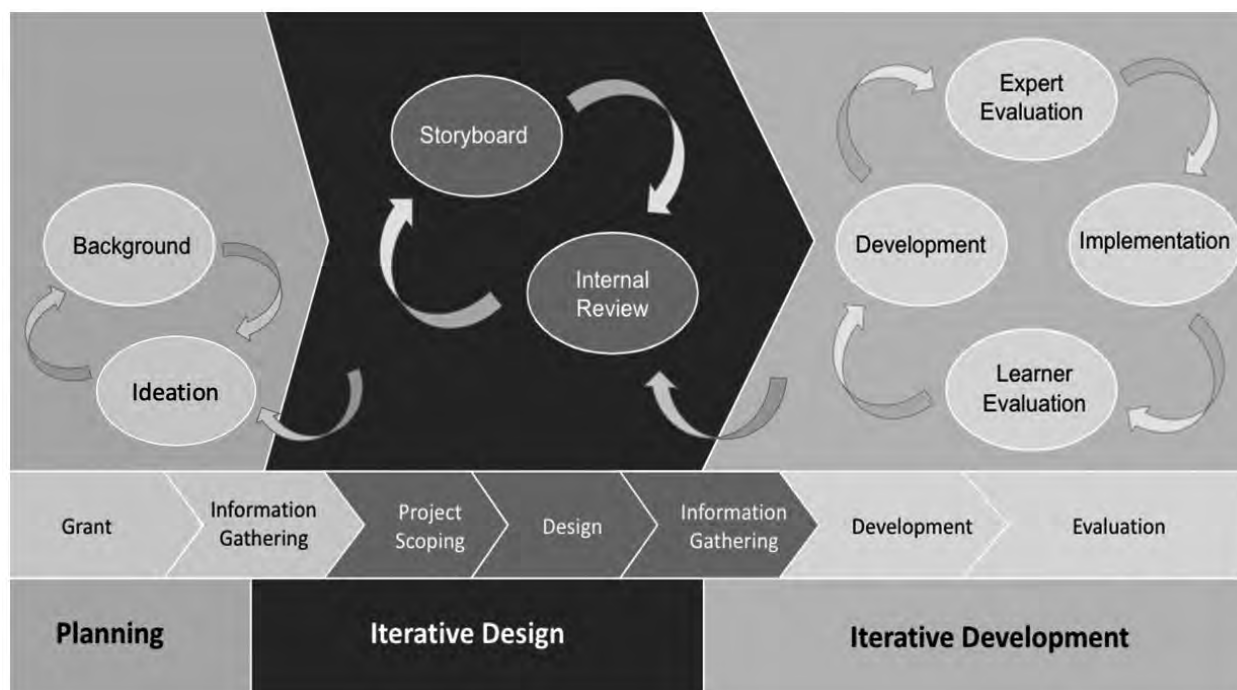 Background
Ideation
Storyboard
Internal
Review
Expert
Evaluation
Development
Implementation
Learner
Evaluation
Grant
Information
Gathering
Project
Scoping
Design
Information
Gathering
Development
Evaluation
Planning
Iterative Design
Iterative Development